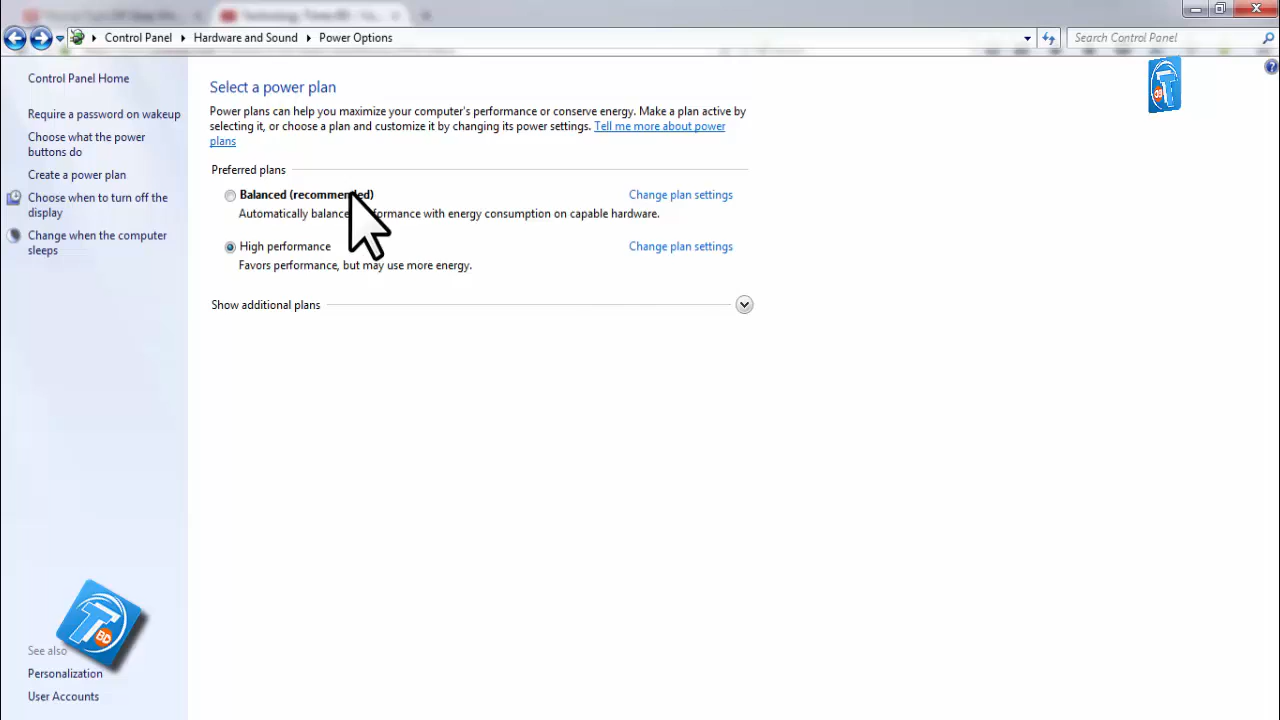 Control Panel Hardware and Sound Power Options
Search Control Panel
Control Panel Home
Require a password on wakeup
Choose what the power
buttons do
Create a power plan
Choose when to turn off the
display
Change when the computer
sleeps
Select a power plan
Power plans can help you maximize your computer's performance or conserve energy. Make a plan active by
selecting it, or choose a plan and customize it by changing its power settings. Tell me more about power
plans
Preferred plans
Balanced (recommended) Change plan settings
Automatically balance performance with energy consumption on capable hardware.
High performance Change plan settings
Favors performance, but may use more energy.
Show additional plans
T BD
See also
Personalization
User Accounts